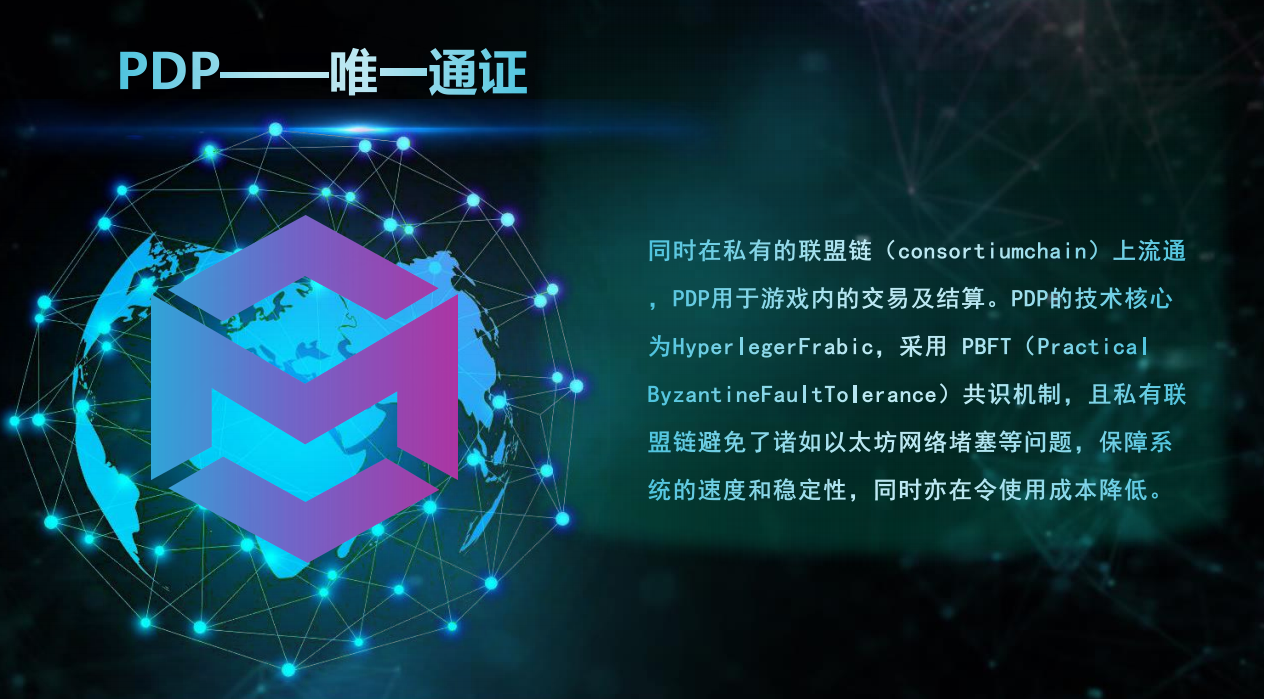 PDP——唯一通证
同时在私有的联盟链（consortiumchain）上流通
，PDP用于游戏内的交易及结算。PDP的技术核心
为HyperlegerFrabic，采用 PBFT（Practical
ByzantineFaultTolerance）共识机制，且私有联
盟链避免了诸如以太坊网络堵塞等问题，保障系
统的速度和稳定性，同时亦在令使用成本降低。